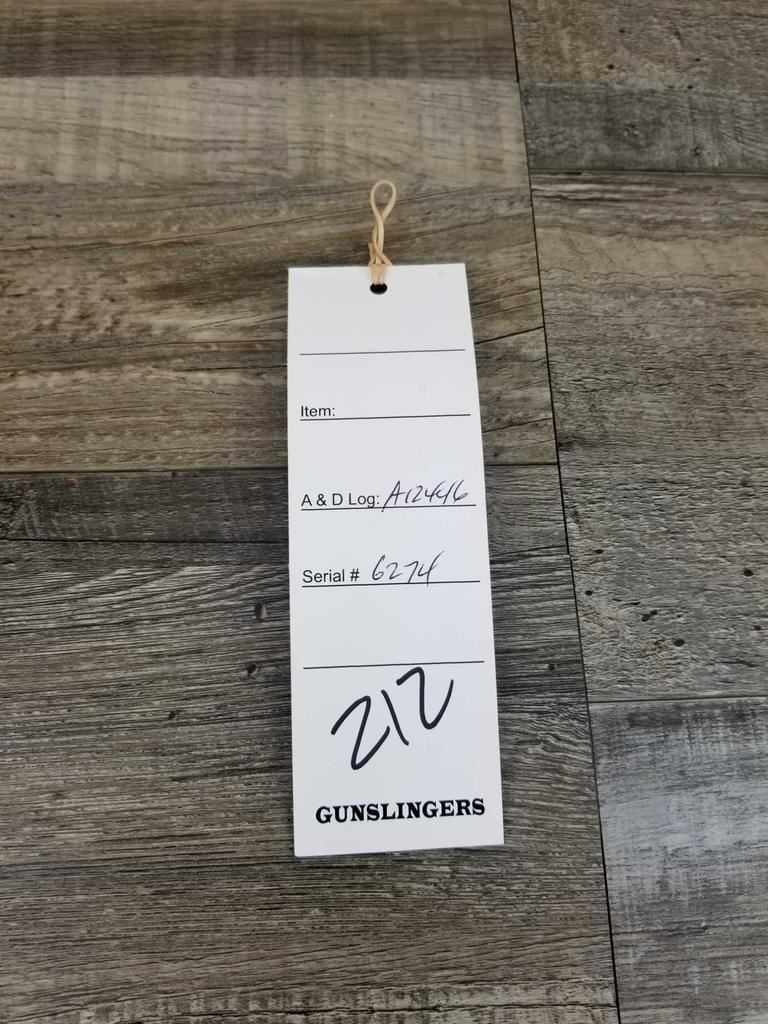 Item:
A & D Log: A12446
Serial # 6274
212
GUNSLINGERS